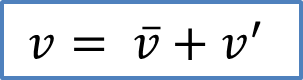 v = v̄ + v′